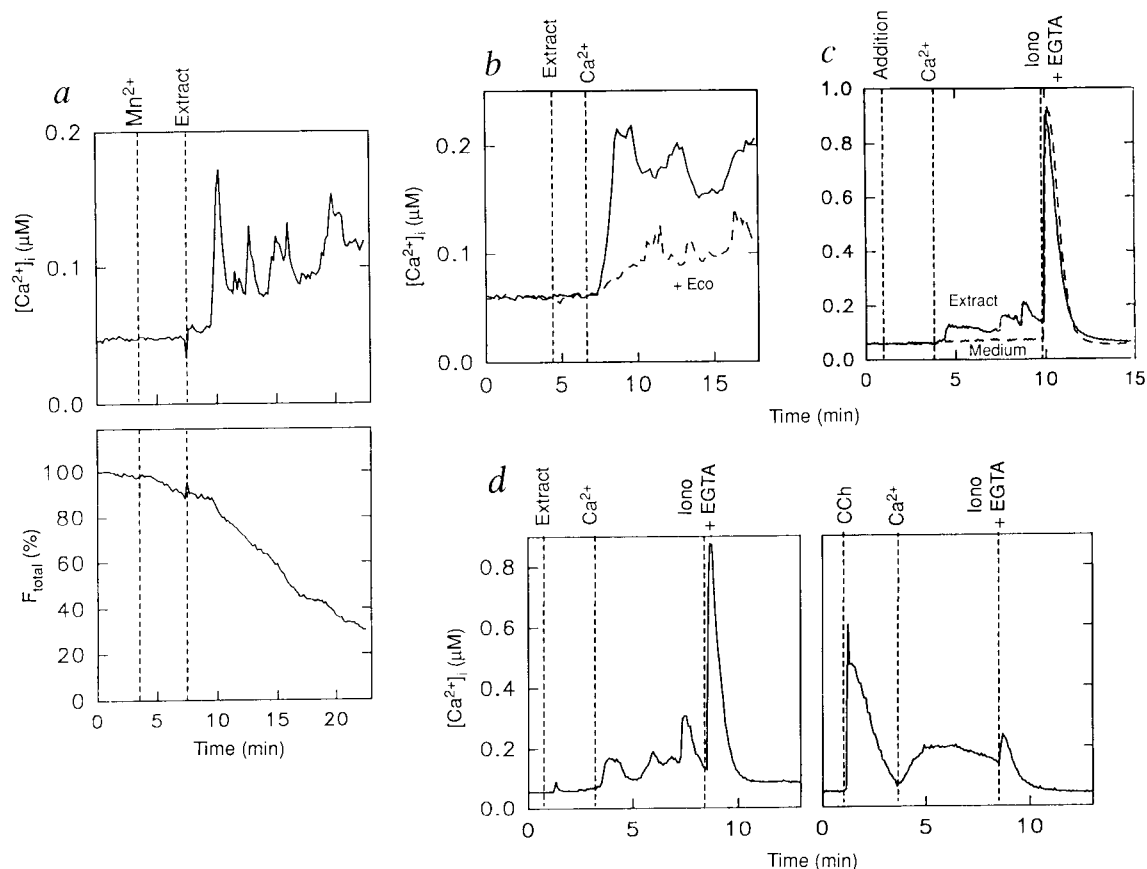 a
Mn²⁺
Extract
0.2
0.1
0.0
[Ca²⁺]ᵢ (μM)
100
80
60
40
20
0
F_total (%)
0 5 10 15 20
Time (min)
b
Extract
Ca²⁺
0.2
0.1
0.0
[Ca²⁺]ᵢ (μM)
+ Eco
0 5 10 15
c
Addition
Ca²⁺
Iono
+ EGTA
1.0
0.8
0.6
0.4
0.2
0.0
Extract
Medium
0 5 10 15
Time (min)
d
Extract
Ca²⁺
Iono
+ EGTA
0.8
0.6
0.4
0.2
0.0
[Ca²⁺]ᵢ (μM)
0 5 10
Time (min)
CCh
Ca²⁺
Iono
+ EGTA
0 5 10
Time (min)